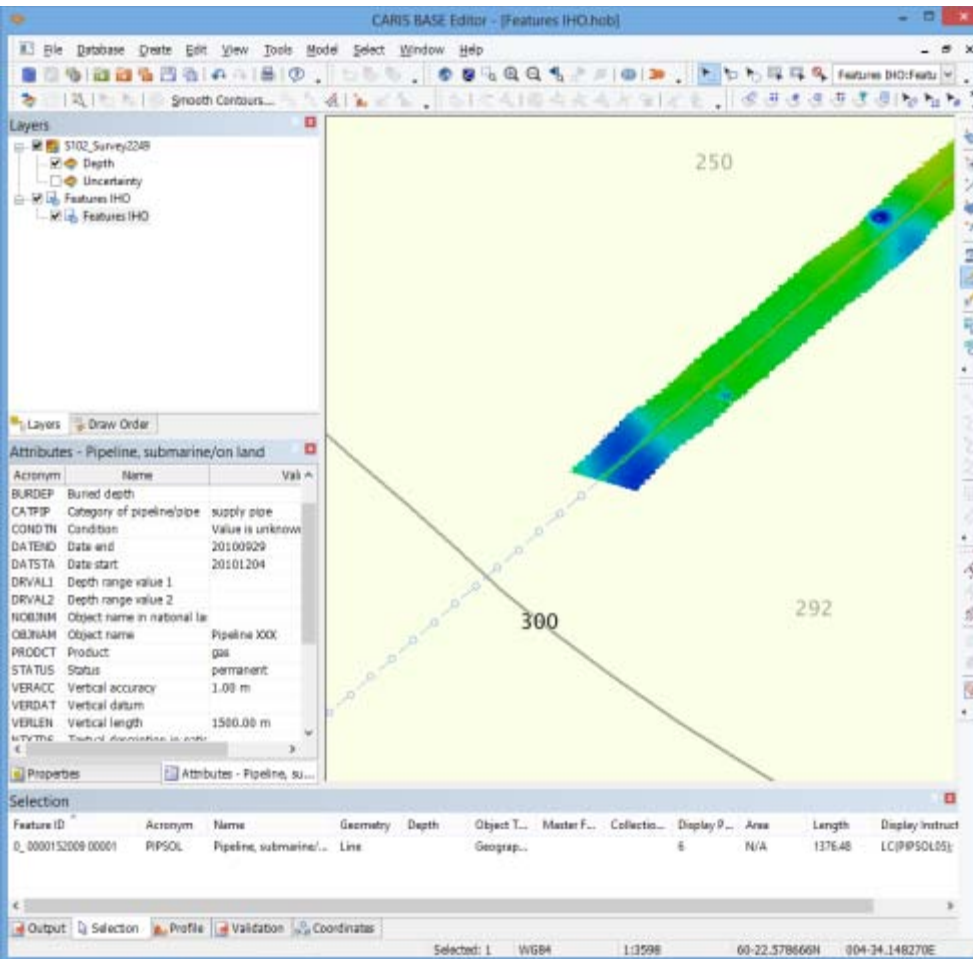 CARIS BASE Editor - [Features IHO.hob]
File Database Create Edit View Tools Model Select Window Help
Features IHO:Featu
Smooth Contours...
Layers
S102_Survey2249
Depth
Uncertainty
Features IHO
Features IHO
250
Layers Draw Order
Attributes - Pipeline, submarine/on land
Acronym Name Val
BURDEP Buried depth
CATPIP Category of pipeline/pipe supply pipe
CONDTN Condition Value is unknown
DATEND Date end 20100929
DATSTA Date start 20101204
DRVAL1 Depth range value 1
DRVAL2 Depth range value 2
NOBJNM Object name in national la
OBJNAM Object name Pipeline XXX
PRODCT Product gas
STATUS Status permanent
VERACC Vertical accuracy 1.00 m
VERDAT Vertical datum
VERLEN Vertical length 1500.00 m
300
292
Properties Attributes - Pipeline, su...
Selection
Feature ID Acronym Name Geometry Depth Object T... Master F... Collectio... Display P... Area Length Display Instruct
0_ 0000152009 00001 PIPSOL Pipeline, submarine/... Line Geograp... 6 N/A 1376.48 LC(PIPSOL05);
Output Selection Profile Validation Coordinates
Selected: 1 WG84 1:3598 60-22.578666N 004-34.148270E